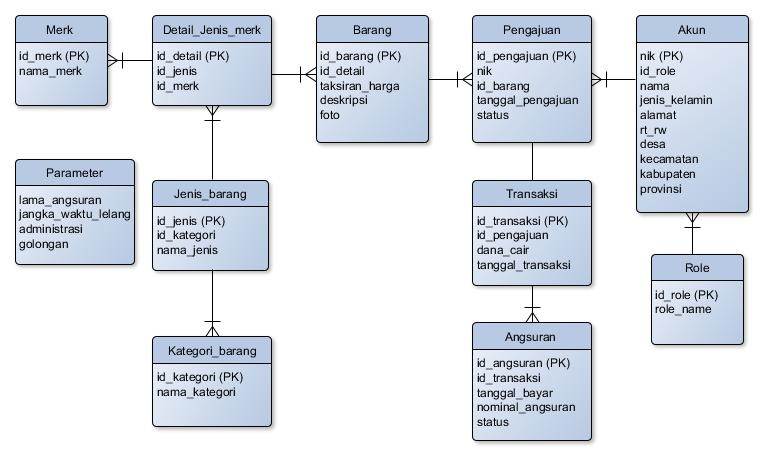 Merk
id_merk (PK)
nama_merk
Detail_Jenis_merk
id_detail (PK)
id_jenis
id_merk
Barang
id_barang (PK)
id_detail
taksiran_harga
deskripsi
foto
Pengajuan
id_pengajuan (PK)
nik
id_barang
tanggal_pengajuan
status
Akun
nik (PK)
id_role
nama
jenis_kelamin
alamat
rt_rw
desa
kecamatan
kabupaten
provinsi
Parameter
lama_angsuran
jangka_waktu_lelang
administrasi
golongan
Jenis_barang
id_jenis (PK)
id_kategori
nama_jenis
Transaksi
id_transaksi (PK)
id_pengajuan
dana_cair
tanggal_transaksi
Role
id_role (PK)
role_name
Kategori_barang
id_kategori (PK)
nama_kategori
Angsuran
id_angsuran (PK)
id_transaksi
tanggal_bayar
nominal_angsuran
status